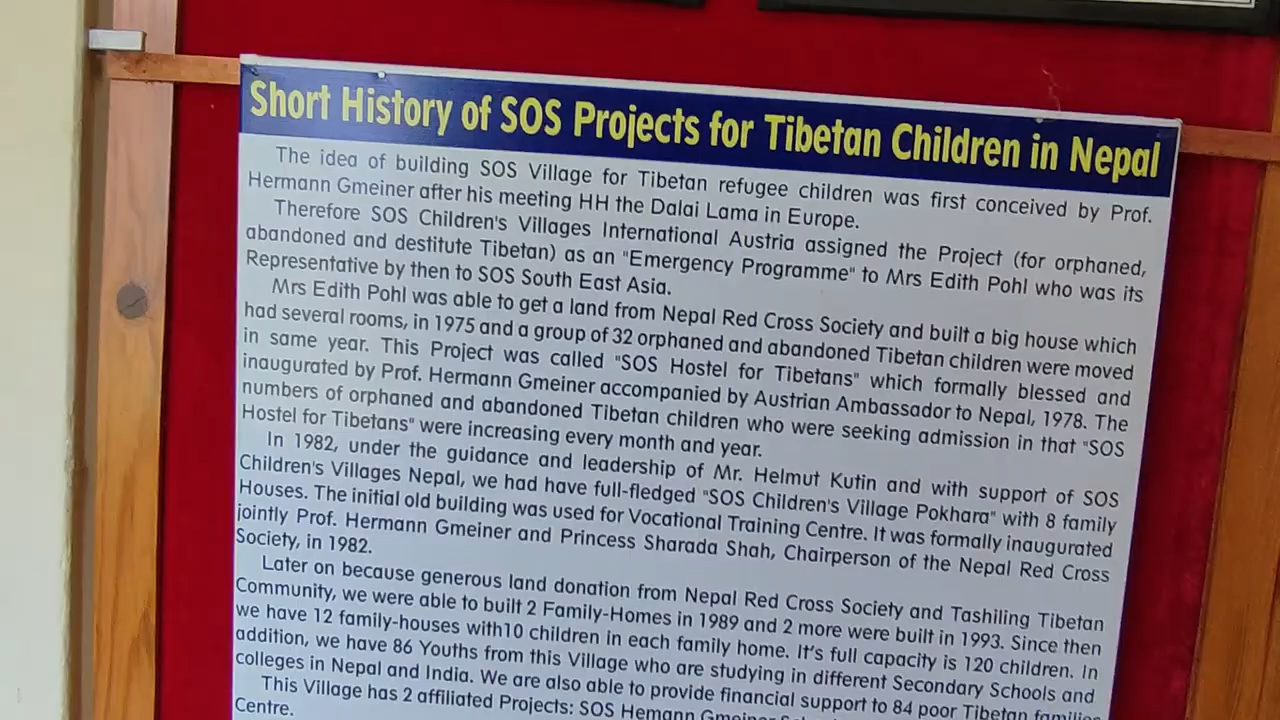 Short History of SOS Projects for Tibetan Children in Nepal
The idea of building SOS Village for Tibetan refugee children was first conceived by Prof.
Hermann Gmeiner after his meeting HH the Dalai Lama in Europe.
Therefore SOS Children's Villages International Austria assigned the Project (for orphaned,
abandoned and destitute Tibetan) as an "Emergency Programme" to Mrs Edith Pohl who was its
Representative by then to SOS South East Asia.
Mrs Edith Pohl was able to get a land from Nepal Red Cross Society and built a big house which
had several rooms, in 1975 and a group of 32 orphaned and abandoned Tibetan children were moved
in same year. This Project was called "SOS Hostel for Tibetans" which formally blessed and
inaugurated by Prof. Hermann Gmeiner accompanied by Austrian Ambassador to Nepal, 1978. The
numbers of orphaned and abandoned Tibetan children who were seeking admission in that "SOS
Hostel for Tibetans" were increasing every month and year.
In 1982, under the guidance and leadership of Mr. Helmut Kutin and with support of SOS
Children's Villages Nepal, we had have full-fledged "SOS Children's Village Pokhara" with 8 family
Houses. The initial old building was used for Vocational Training Centre. It was formally inaugurated
jointly Prof. Hermann Gmeiner and Princess Sharada Shah, Chairperson of the Nepal Red Cross
Society, in 1982.
Later on because generous land donation from Nepal Red Cross Society and Tashiling Tibetan
Community, we were able to built 2 Family-Homes in 1989 and 2 more were built in 1993. Since then
we have 12 family-houses with10 children in each family home. It's full capacity is 120 children. In
addition, we have 86 Youths from this Village who are studying in different Secondary Schools and
colleges in Nepal and India. We are also able to provide financial support to 84 poor Tibetan families
This Village has 2 affiliated Projects: SOS Hemann Gmeiner
Centre.